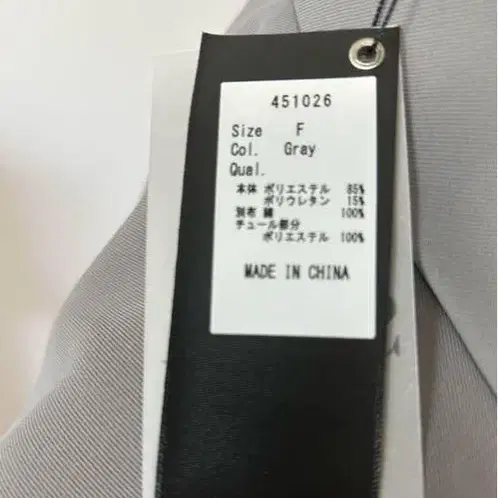 451026
Size F
Col. Gray
Qual.
本体 ポリエステル 85%
ポリウレタン 15%
別布 綿 100%
チュール部分
ポリエステル 100%
MADE IN CHINA